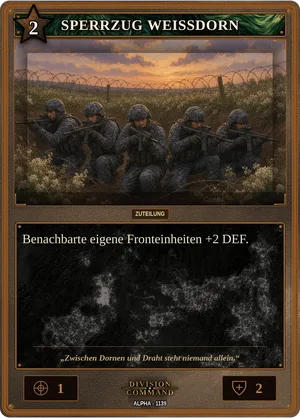 2
SPERRZUG WEISSDORN
ZUTEILUNG
Benachbarte eigene Fronteinheiten +2 DEF.
„Zwischen Dornen und Draht steht niemand allein.“
1
DIVISION
COMMAND
ALPHA · 1139
2